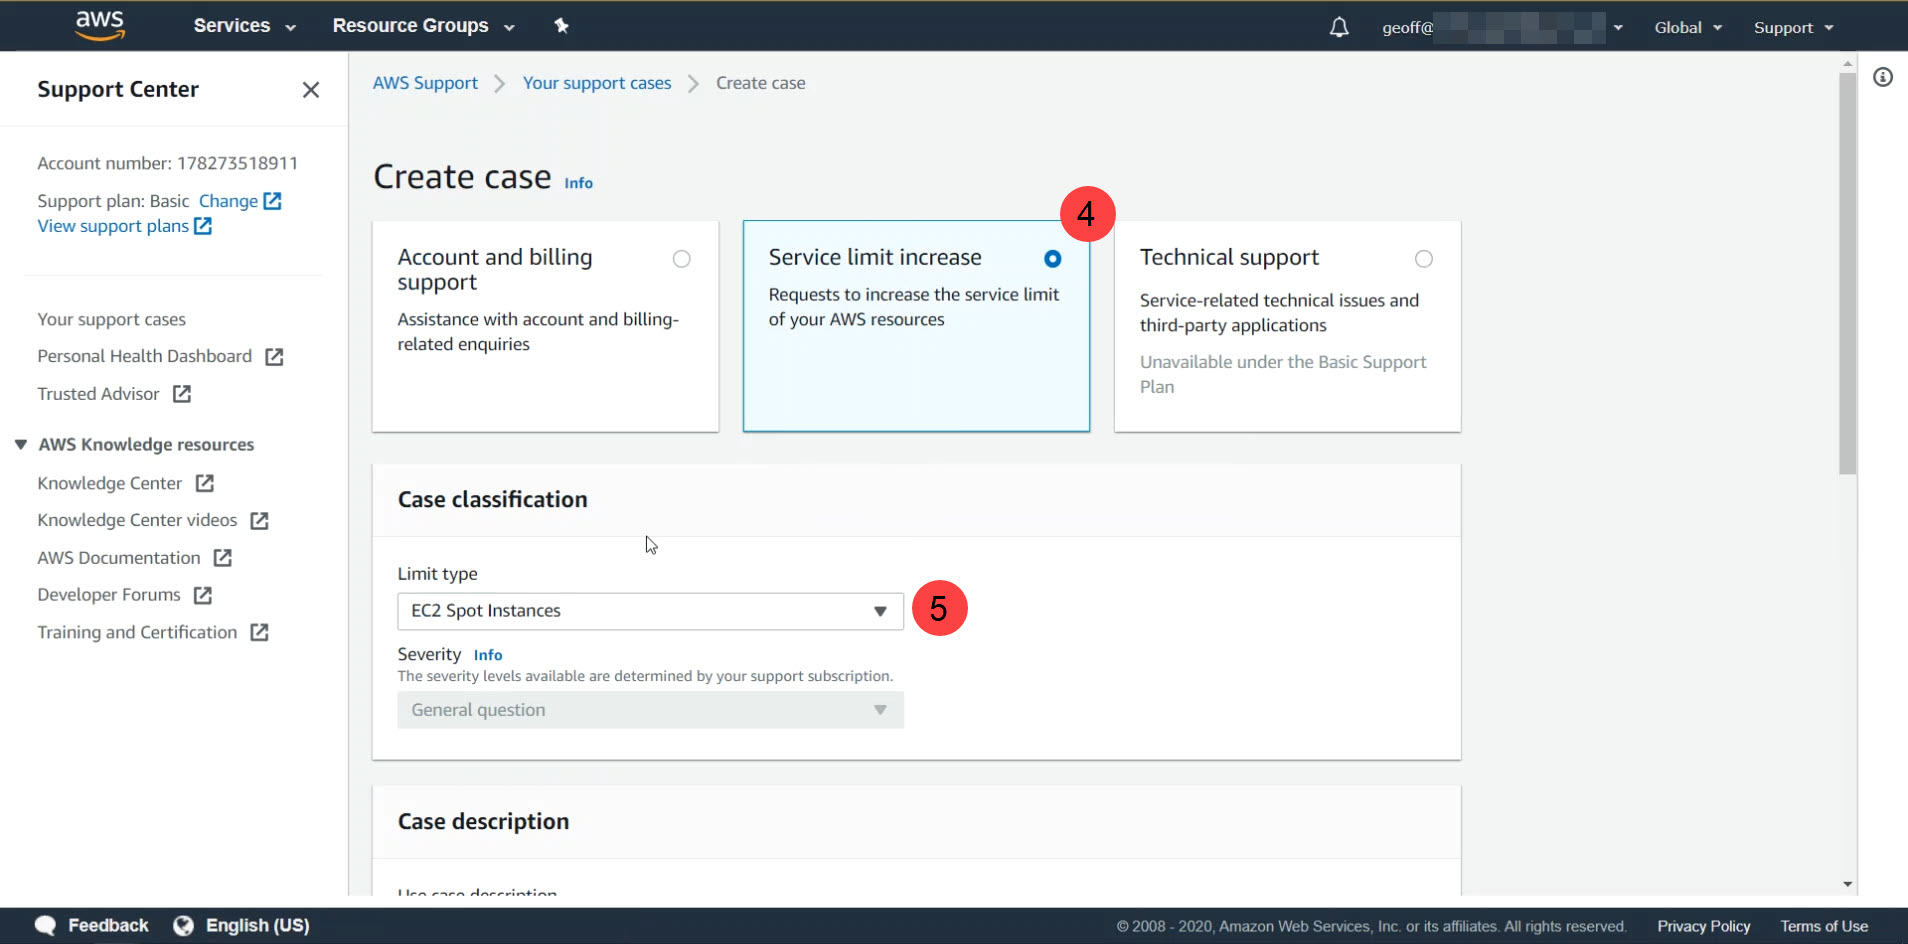 aws Services Resource Groups geoff@ Global Support
Support Center
Account number: 178273518911
Support plan: Basic Change
View support plans
Your support cases
Personal Health Dashboard
Trusted Advisor
AWS Knowledge resources
Knowledge Center
Knowledge Center videos
AWS Documentation
Developer Forums
Training and Certification
AWS Support Your support cases Create case
Create case Info
Account and billing
support
Assistance with account and billing-
related enquiries
Service limit increase
Requests to increase the service limit
of your AWS resources
4
Technical support
Service-related technical issues and
third-party applications
Unavailable under the Basic Support
Plan
Case classification
Limit type
EC2 Spot Instances
5
Severity Info
The severity levels available are determined by your support subscription.
General question
Case description
Use case description
Feedback English (US) © 2008 - 2020, Amazon Web Services, Inc. or its affiliates. All rights reserved. Privacy Policy Terms of Use